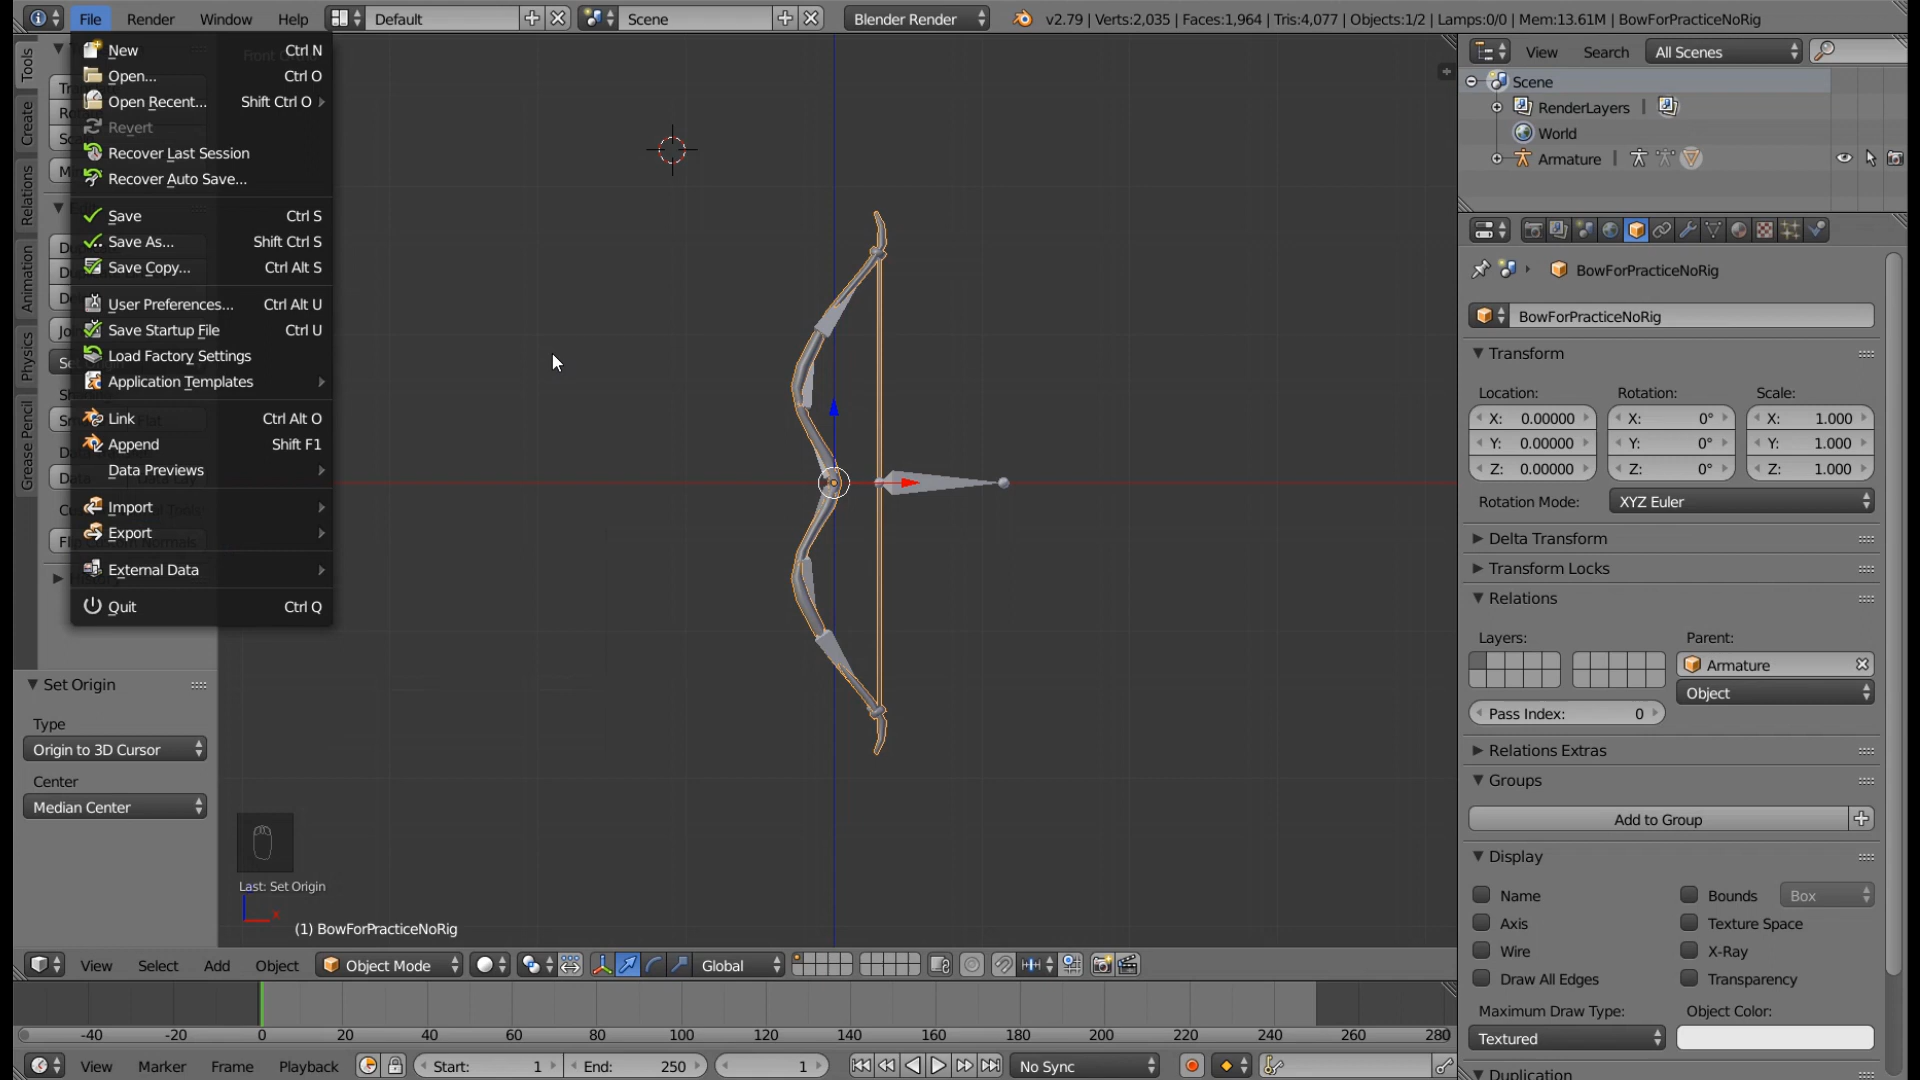 File Render Window Help Default Scene Blender Render v2.79 | Verts:2,035 | Faces:1,964 | Tris:4,077 | Objects:1/2 | Lamps:0/0 | Mem:13.61M | BowForPracticeNoRig
New Ctrl N
Open... Ctrl O
Open Recent... Shift Ctrl O
Revert
Recover Last Session
Recover Auto Save...
Save Ctrl S
Save As... Shift Ctrl S
Save Copy... Ctrl Alt S
User Preferences... Ctrl Alt U
Save Startup File Ctrl U
Load Factory Settings
Application Templates
Link Ctrl Alt O
Append Shift F1
Data Previews
Import
Export
External Data
Quit Ctrl Q
Tools
Create
Relations
Animation
Physics
Grease Pencil
Set Origin
Type
Origin to 3D Cursor
Center
Median Center
Last: Set Origin
(1) BowForPracticeNoRig
View Select Add Object Object Mode Global
-40 -20 0 20 40 60 80 100 120 140 160 180 200 220 240 260 280
View Marker Frame Playback Start: 1 End: 250 1 No Sync
View Search All Scenes
Scene
RenderLayers
World
Armature
BowForPracticeNoRig
BowForPracticeNoRig
Transform
Location: Rotation: Scale:
X: 0.00000 X: 0° X: 1.000
Y: 0.00000 Y: 0° Y: 1.000
Z: 0.00000 Z: 0° Z: 1.000
Rotation Mode: XYZ Euler
Delta Transform
Transform Locks
Relations
Layers: Parent:
Armature
Object
Pass Index: 0
Relations Extras
Groups
Add to Group
Display
Name Bounds Box
Axis Texture Space
Wire X-Ray
Draw All Edges Transparency
Maximum Draw Type: Object Color:
Textured
Duplication